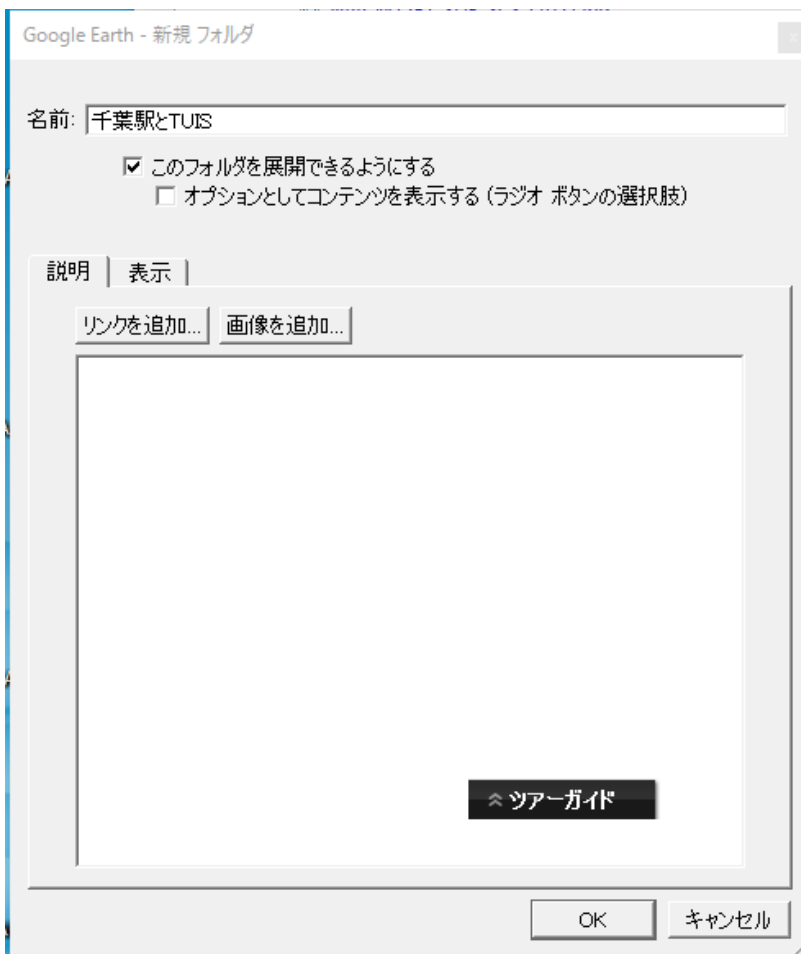 Google Earth - 新規 フォルダ
名前: 千葉駅とTUIS
このフォルダを展開できるようにする
オプションとしてコンテンツを表示する (ラジオ ボタンの選択肢)
説明 表示
リンクを追加... 画像を追加...
ツアーガイド
OK キャンセル